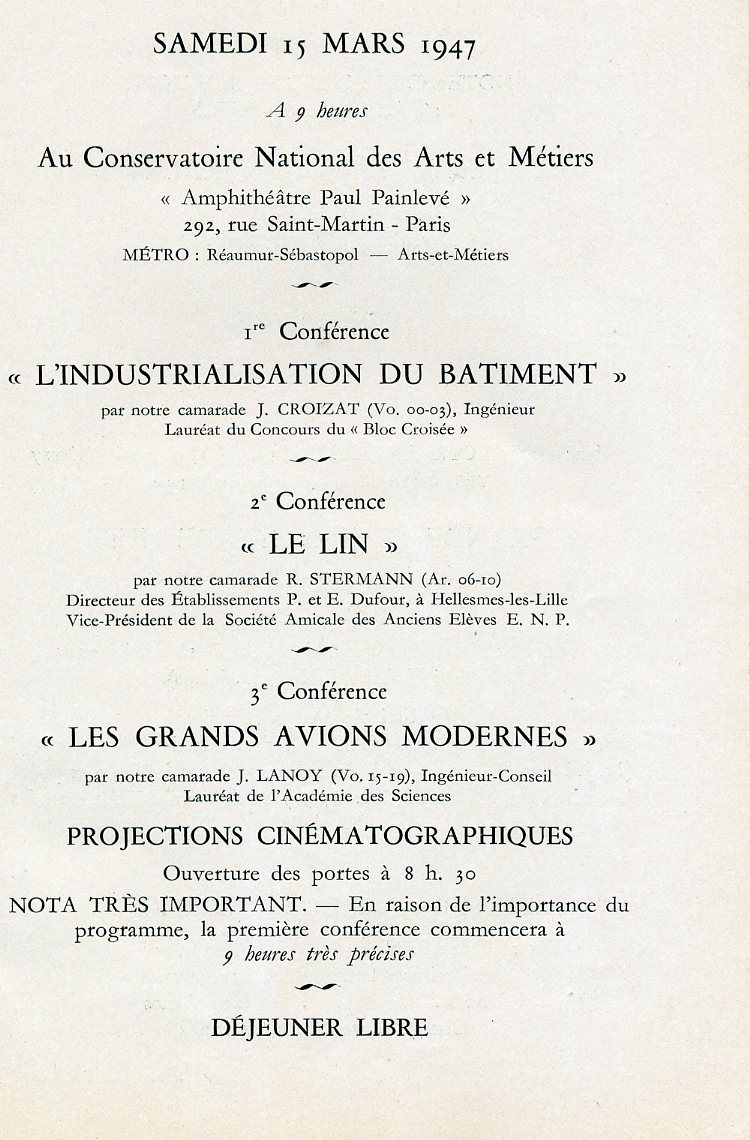 SAMEDI 15 MARS 1947
A 9 heures
Au Conservatoire National des Arts et Métiers
« Amphithéâtre Paul Painlevé »
292, rue Saint-Martin - Paris
MÉTRO : Réaumur-Sébastopol — Arts-et-Métiers
1re Conférence
« L'INDUSTRIALISATION DU BATIMENT »
par notre camarade J. CROIZAT (Vo. 00-03), Ingénieur
Lauréat du Concours du « Bloc Croisée »
2e Conférence
« LE LIN »
par notre camarade R. STERMANN (Ar. 06-10)
Directeur des Établissements P. et E. Dufour, à Hellesmes-les-Lille
Vice-Président de la Société Amicale des Anciens Elèves E. N. P.
3e Conférence
« LES GRANDS AVIONS MODERNES »
par notre camarade J. LANOY (Vo. 15-19), Ingénieur-Conseil
Lauréat de l'Académie des Sciences
PROJECTIONS CINÉMATOGRAPHIQUES
Ouverture des portes à 8 h. 30
NOTA TRÈS IMPORTANT. — En raison de l'importance du
programme, la première conférence commencera à
9 heures très précises
DÉJEUNER LIBRE